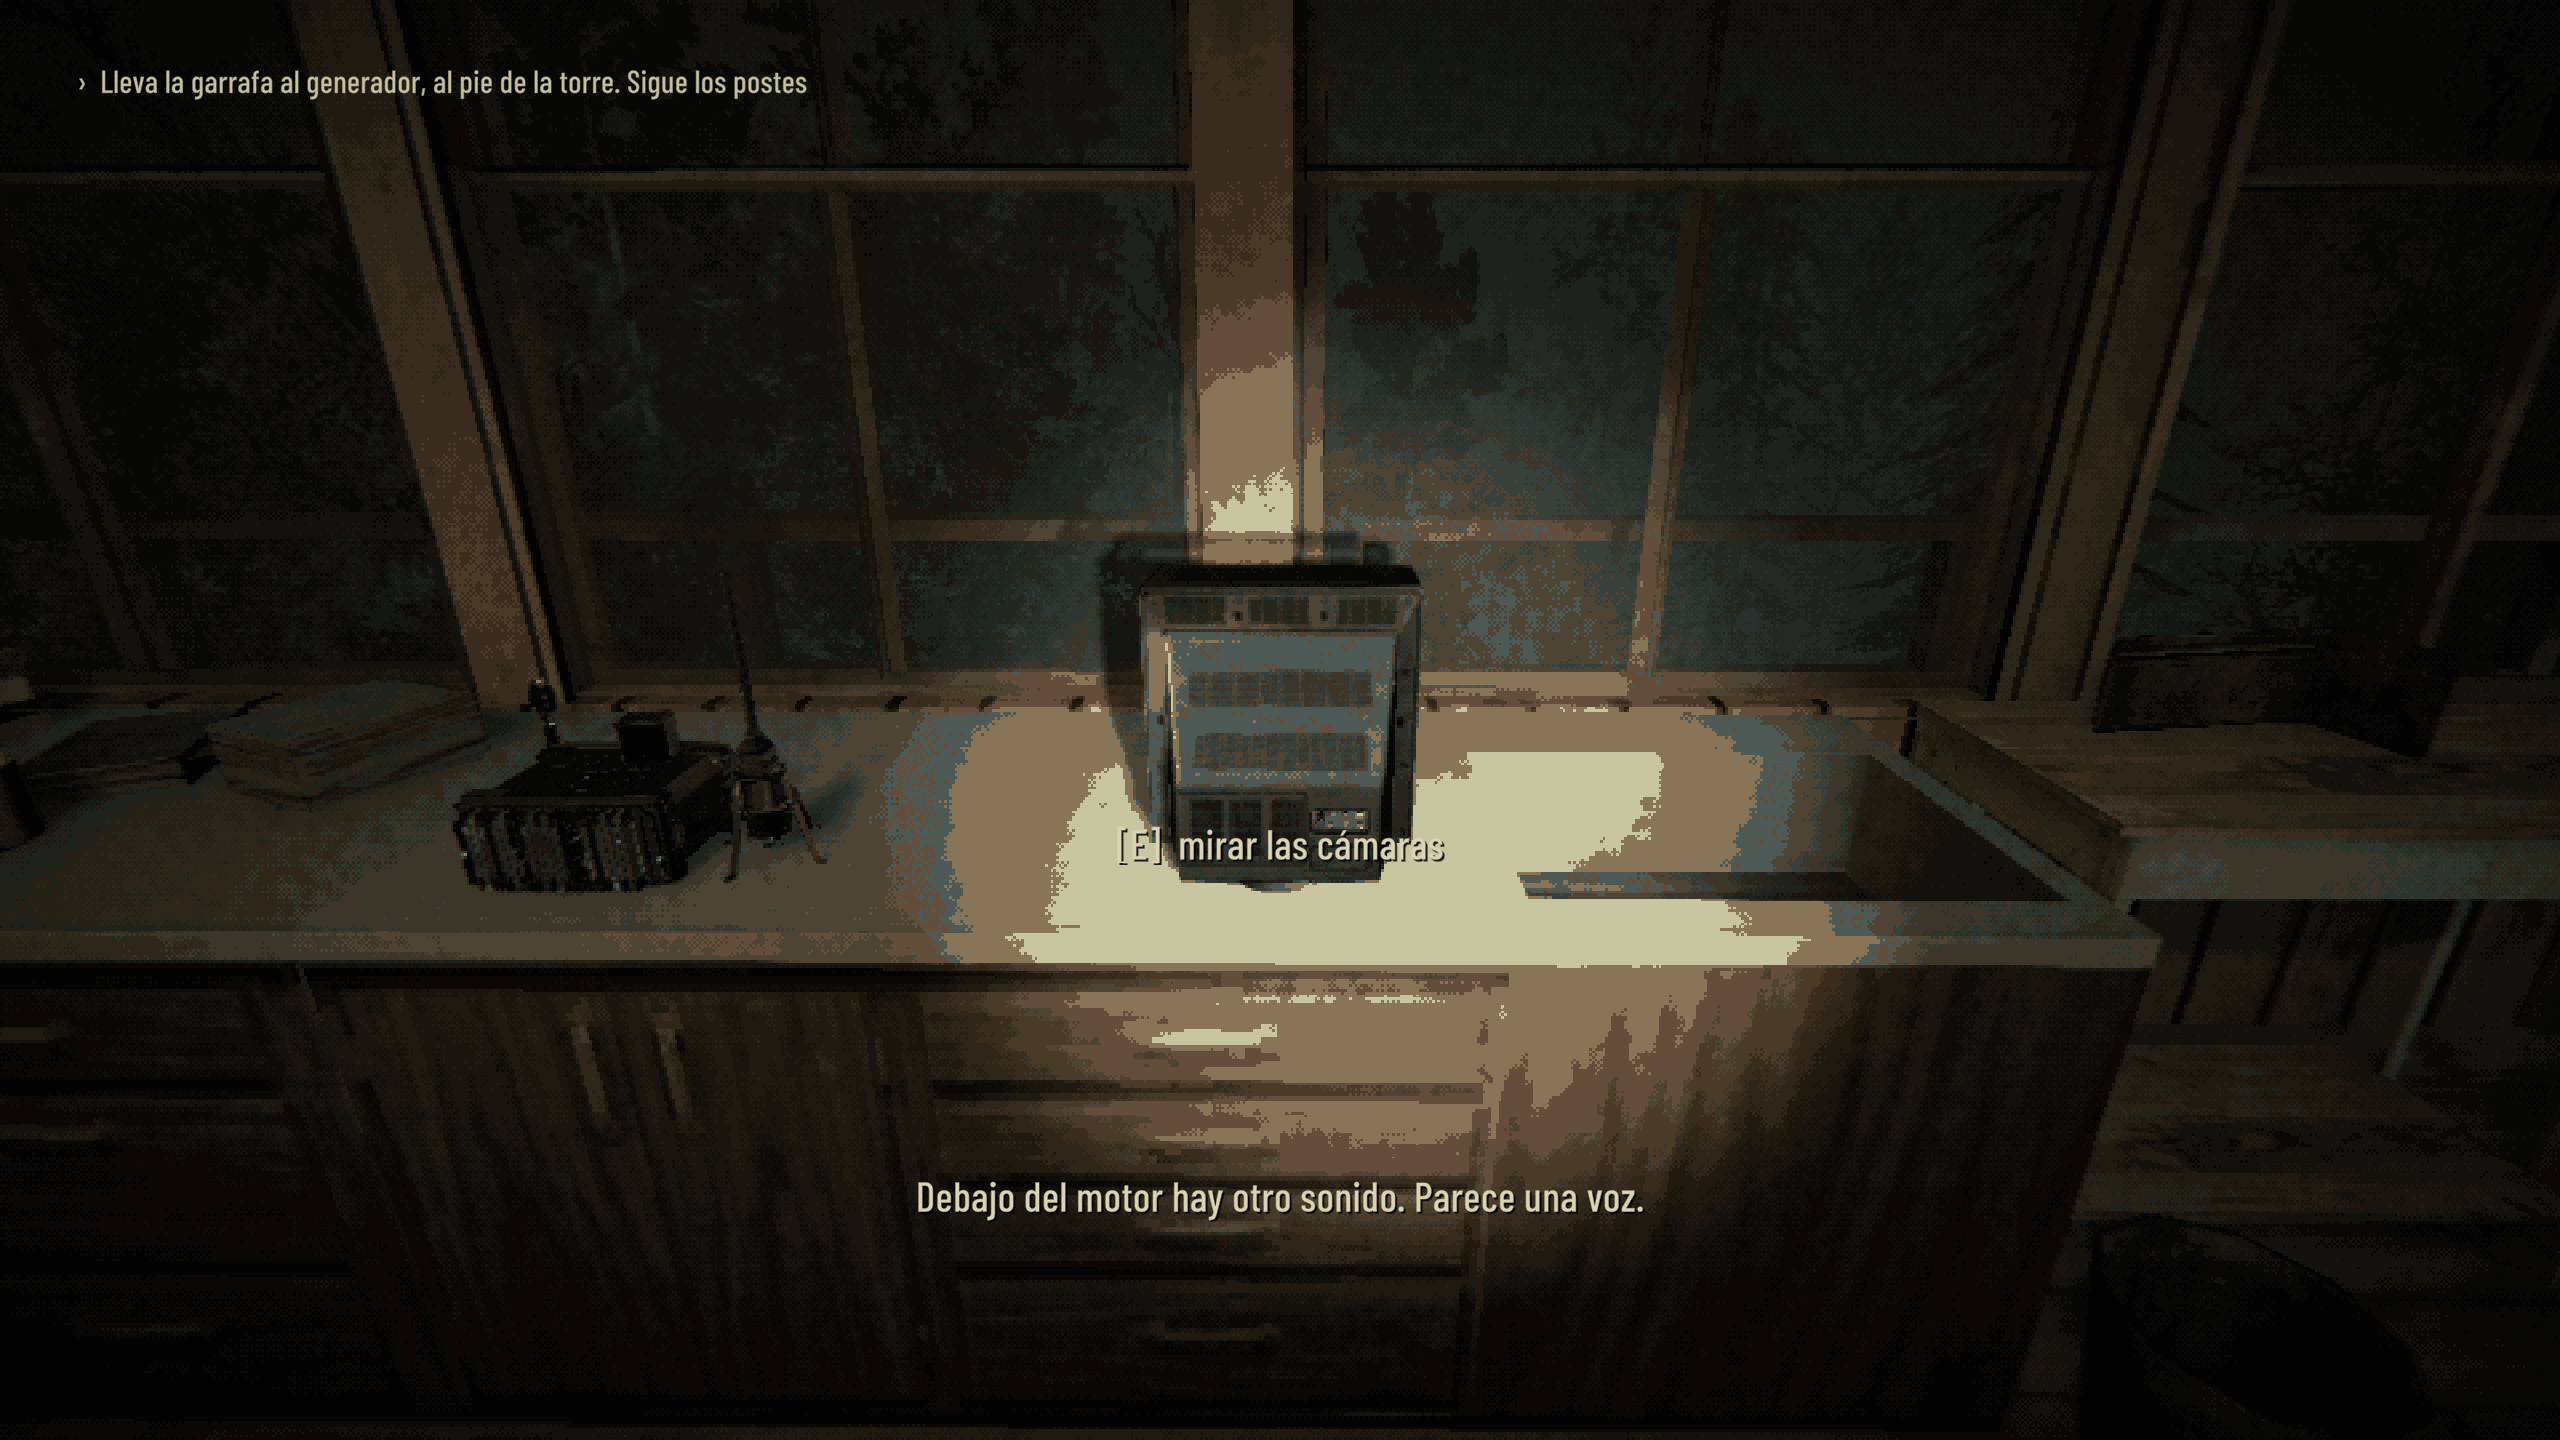 › Lleva la garrafa al generador, al pie de la torre. Sigue los postes
[E] mirar las cámaras
Debajo del motor hay otro sonido. Parece una voz.